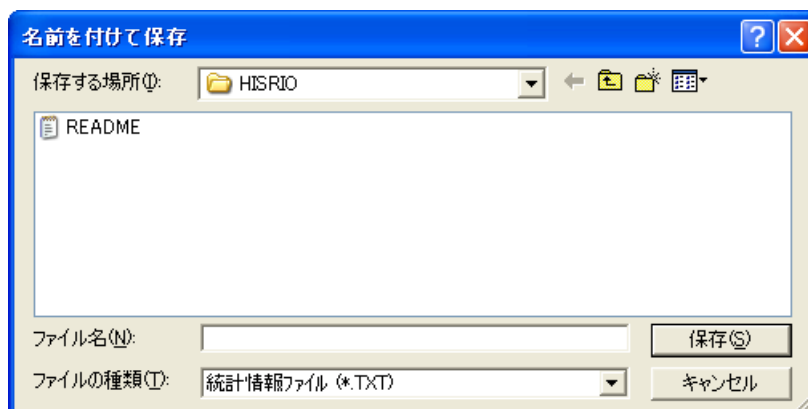 名前を付けて保存
保存する場所(I): HISRIO
README
ファイル名(N): 保存(S)
ファイルの種類(T): 統計情報ファイル (*.TXT) キャンセル